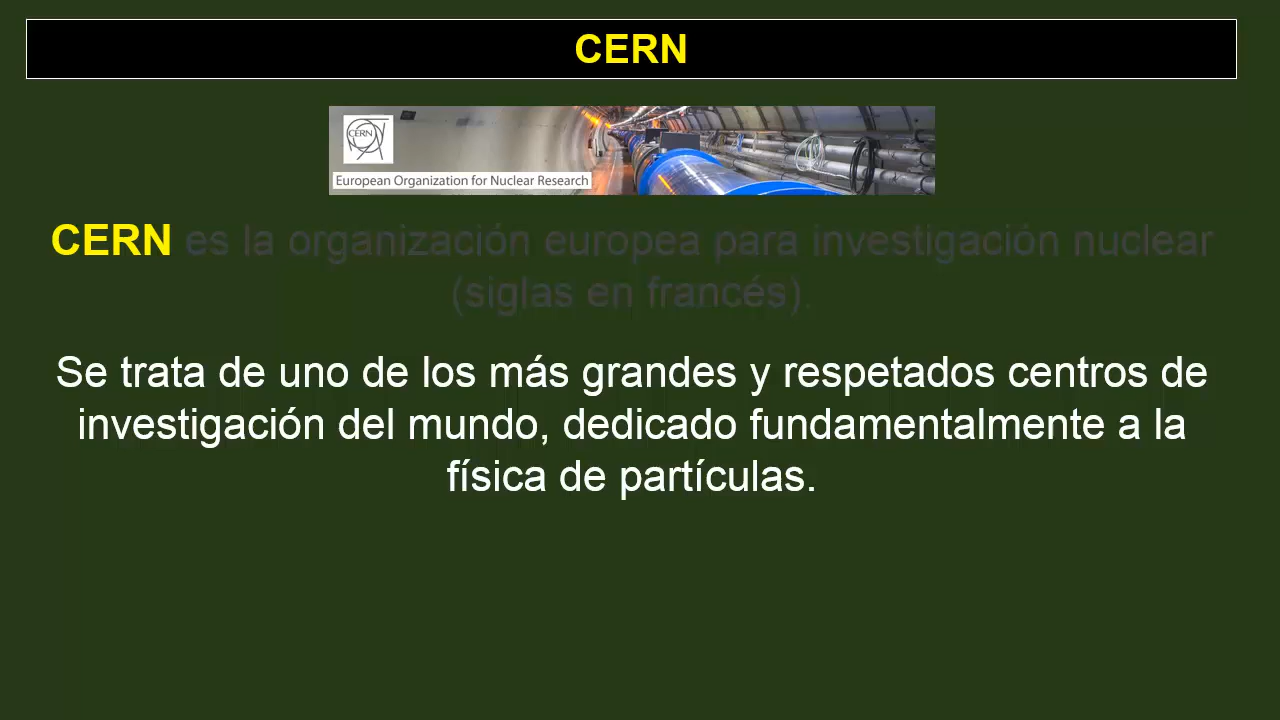 CERN
CERN
European Organization for Nuclear Research
CERN es la organización europea para investigación nuclear
(siglas en francés).
Se trata de uno de los más grandes y respetados centros de
investigación del mundo, dedicado fundamentalmente a la
física de partículas.